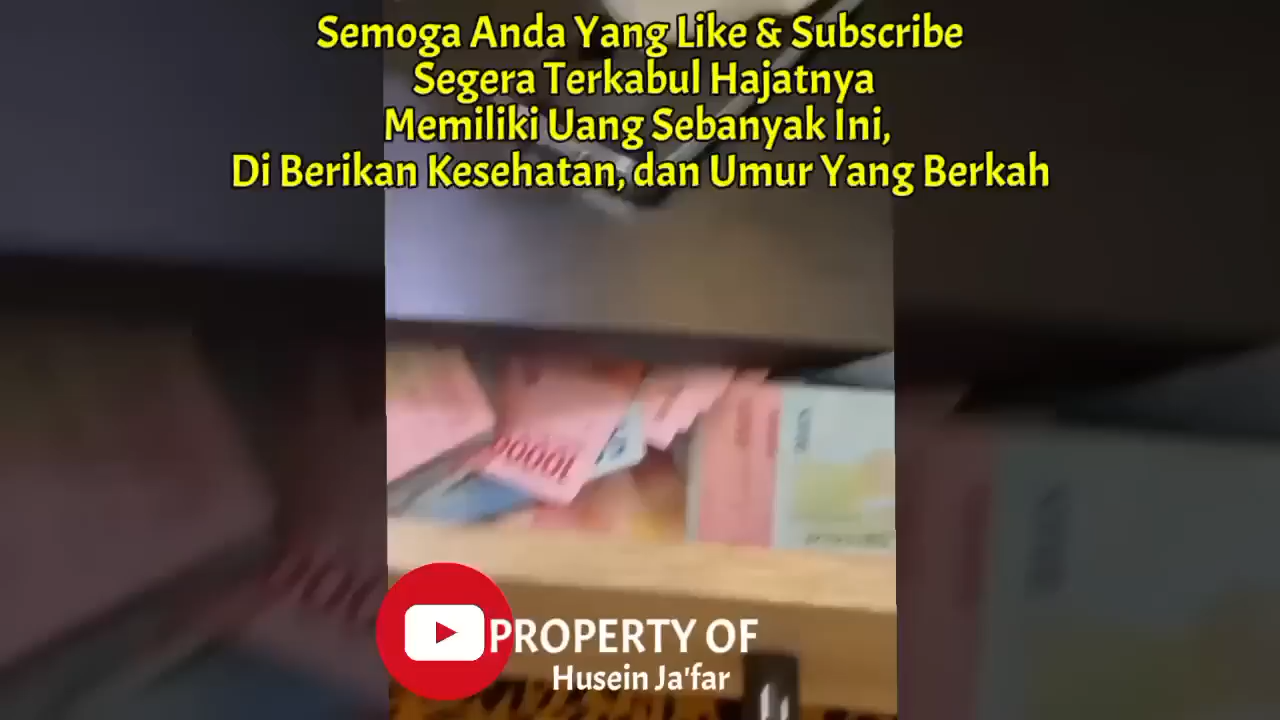 Semoga Anda Yang Like & Subscribe
Segera Terkabul Hajatnya
Memiliki Uang Sebanyak Ini,
Di Berikan Kesehatan, dan Umur Yang Berkah
PROPERTY OF
Husein Ja'far